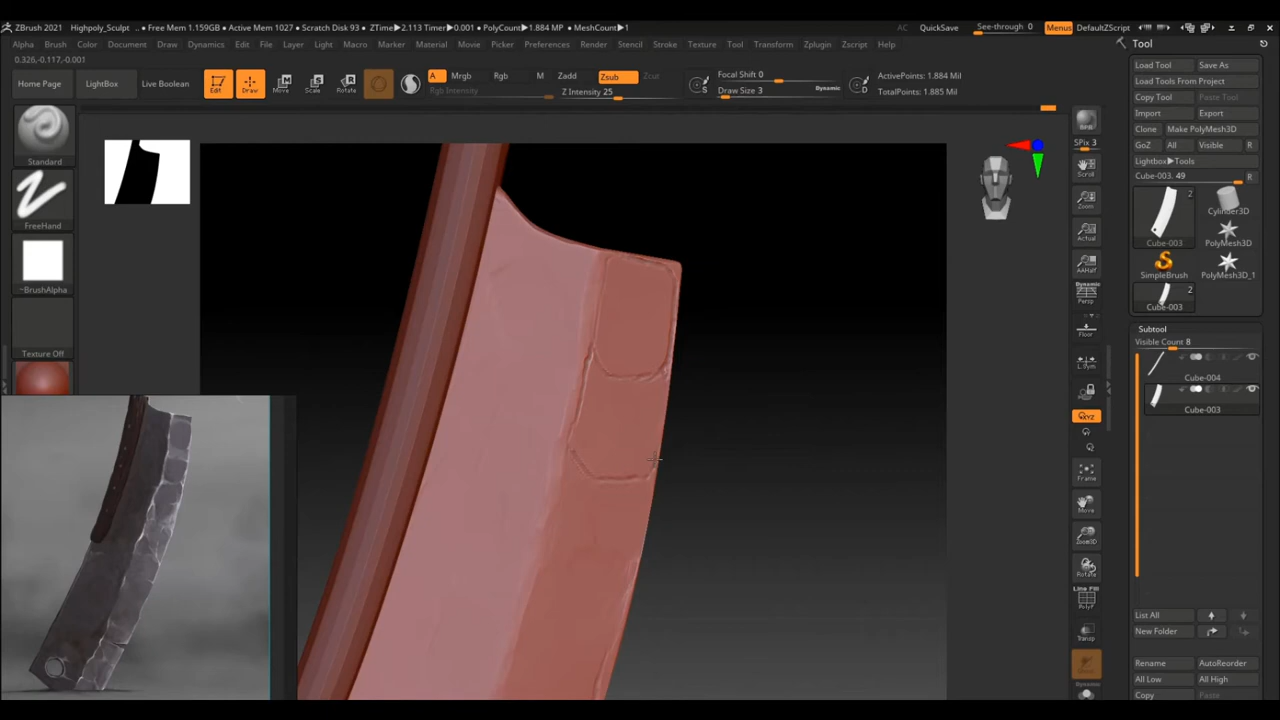 ZBrush 2021 Highpoly_Sculpt • Free Mem 1.159GB • Active Mem 1027 • Scratch Disk 93 • ZTime▶2.113 Timer▶0.001 • PolyCount▶1.884 MP • MeshCount▶1 AC QuickSave See-through 0 Menus DefaultZScript
Alpha Brush Color Document Draw Dynamics Edit File Layer Light Macro Marker Material Movie Picker Preferences Render Stencil Stroke Texture Tool Transform Zplugin Zscript Help
0.326,-0.117,-0.001
Home Page LightBox Live Boolean Edit Draw Move Scale Rotate A Mrgb Rgb M Zadd Zsub Zcut
Rgb Intensity Z Intensity 25
Focal Shift 0
Draw Size 3 Dynamic
ActivePoints: 1.884 Mil
TotalPoints: 1.885 Mil
Standard
FreeHand
~BrushAlpha
Texture Off
SPix 3
Scroll
Zoom
Actual
AAHalf
Dynamic
Persp
Floor
L.Sym
XYZ
Frame
Move
Zoom3D
Rotate
Line Fill
PolyF
Transp
Dynamic
Tool
Load Tool Save As
Load Tools From Project
Copy Tool Paste Tool
Import Export
Clone Make PolyMesh3D
GoZ All Visible R
Lightbox▶Tools
Cube-003. 49 R
2
Cube-003 Cylinder3D
PolyMesh3D
SimpleBrush PolyMesh3D_1
2
Cube-003
Subtool
Visible Count 8
Cube-004
Cube-003
List All
New Folder
Rename AutoReorder
All Low All High
Copy Paste